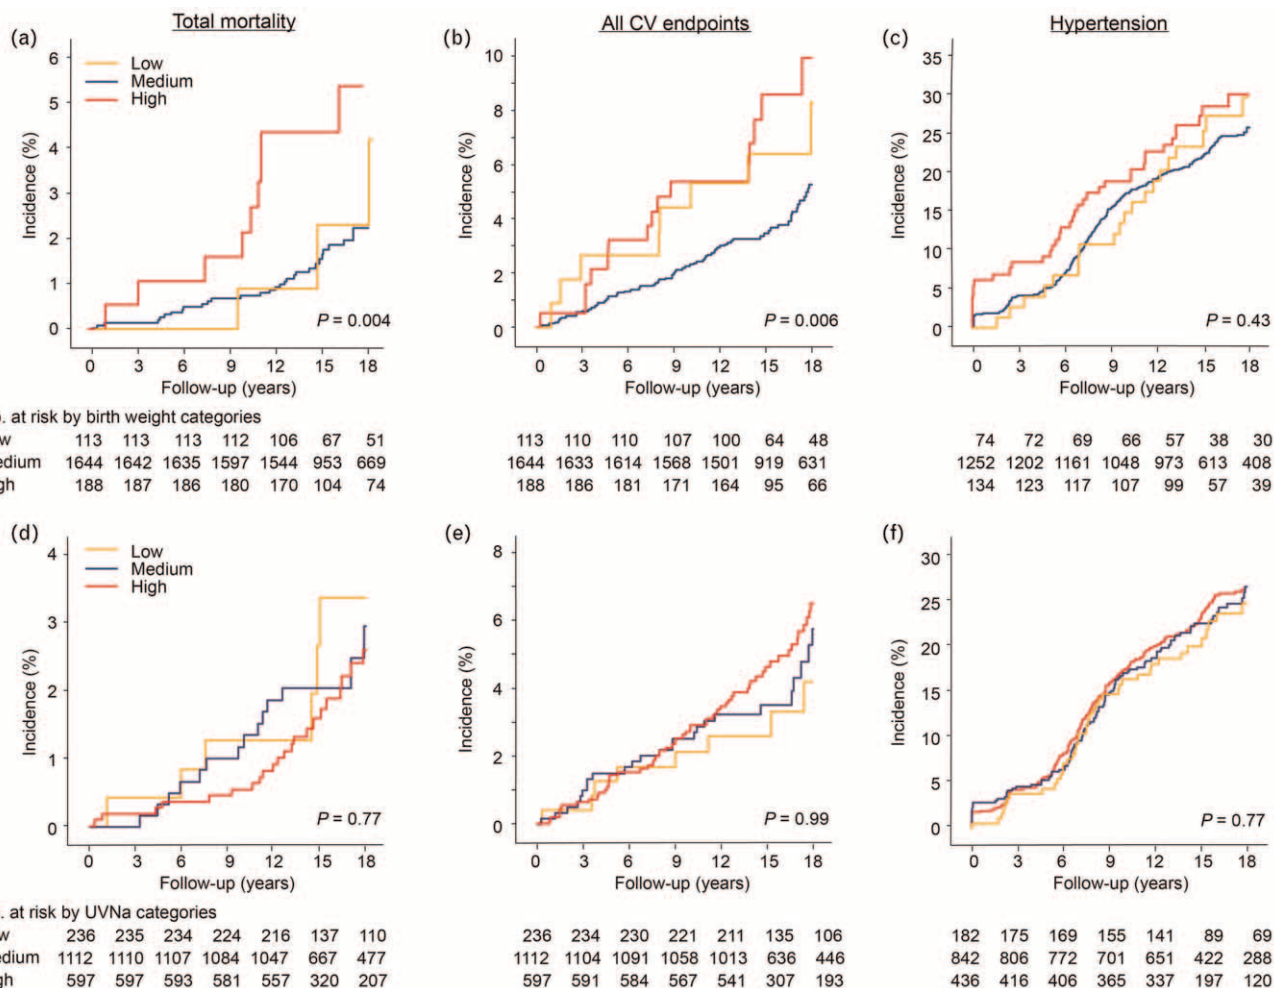 Total mortality
All CV endpoints
Hypertension
(a)
6
5
4
3
2
1
0
Incidence (%)
Low
Medium
High
P = 0.004
0 3 6 9 12 15 18
Follow-up (years)
(b)
10
8
6
4
2
0
Incidence (%)
P = 0.006
0 3 6 9 12 15 18
Follow-up (years)
(c)
35
30
25
20
15
10
5
0
Incidence (%)
P = 0.43
0 3 6 9 12 15 18
Follow-up (years)
. at risk by birth weight categories
w 113 113 113 112 106 67 51 113 110 110 107 100 64 48 74 72 69 66 57 38 30
edium 1644 1642 1635 1597 1544 953 669 1644 1633 1614 1568 1501 919 631 1252 1202 1161 1048 973 613 408
gh 188 187 186 180 170 104 74 188 186 181 171 164 95 66 134 123 117 107 99 57 39
(d)
4
3
2
1
0
Incidence (%)
Low
Medium
High
P = 0.77
0 3 6 9 12 15 18
Follow-up (years)
(e)
8
6
4
2
0
Incidence (%)
P = 0.99
0 3 6 9 12 15 18
Follow-up (years)
(f)
30
25
20
15
10
5
0
Incidence (%)
P = 0.77
0 3 6 9 12 15 18
Follow-up (years)
. at risk by UVNa categories
w 236 235 234 224 216 137 110 236 234 230 221 211 135 106 182 175 169 155 141 89 69
edium 1112 1110 1107 1084 1047 667 477 1112 1104 1091 1058 1013 636 446 842 806 772 701 651 422 288
gh 597 597 593 581 557 320 207 597 591 584 567 541 307 193 436 416 406 365 337 197 120